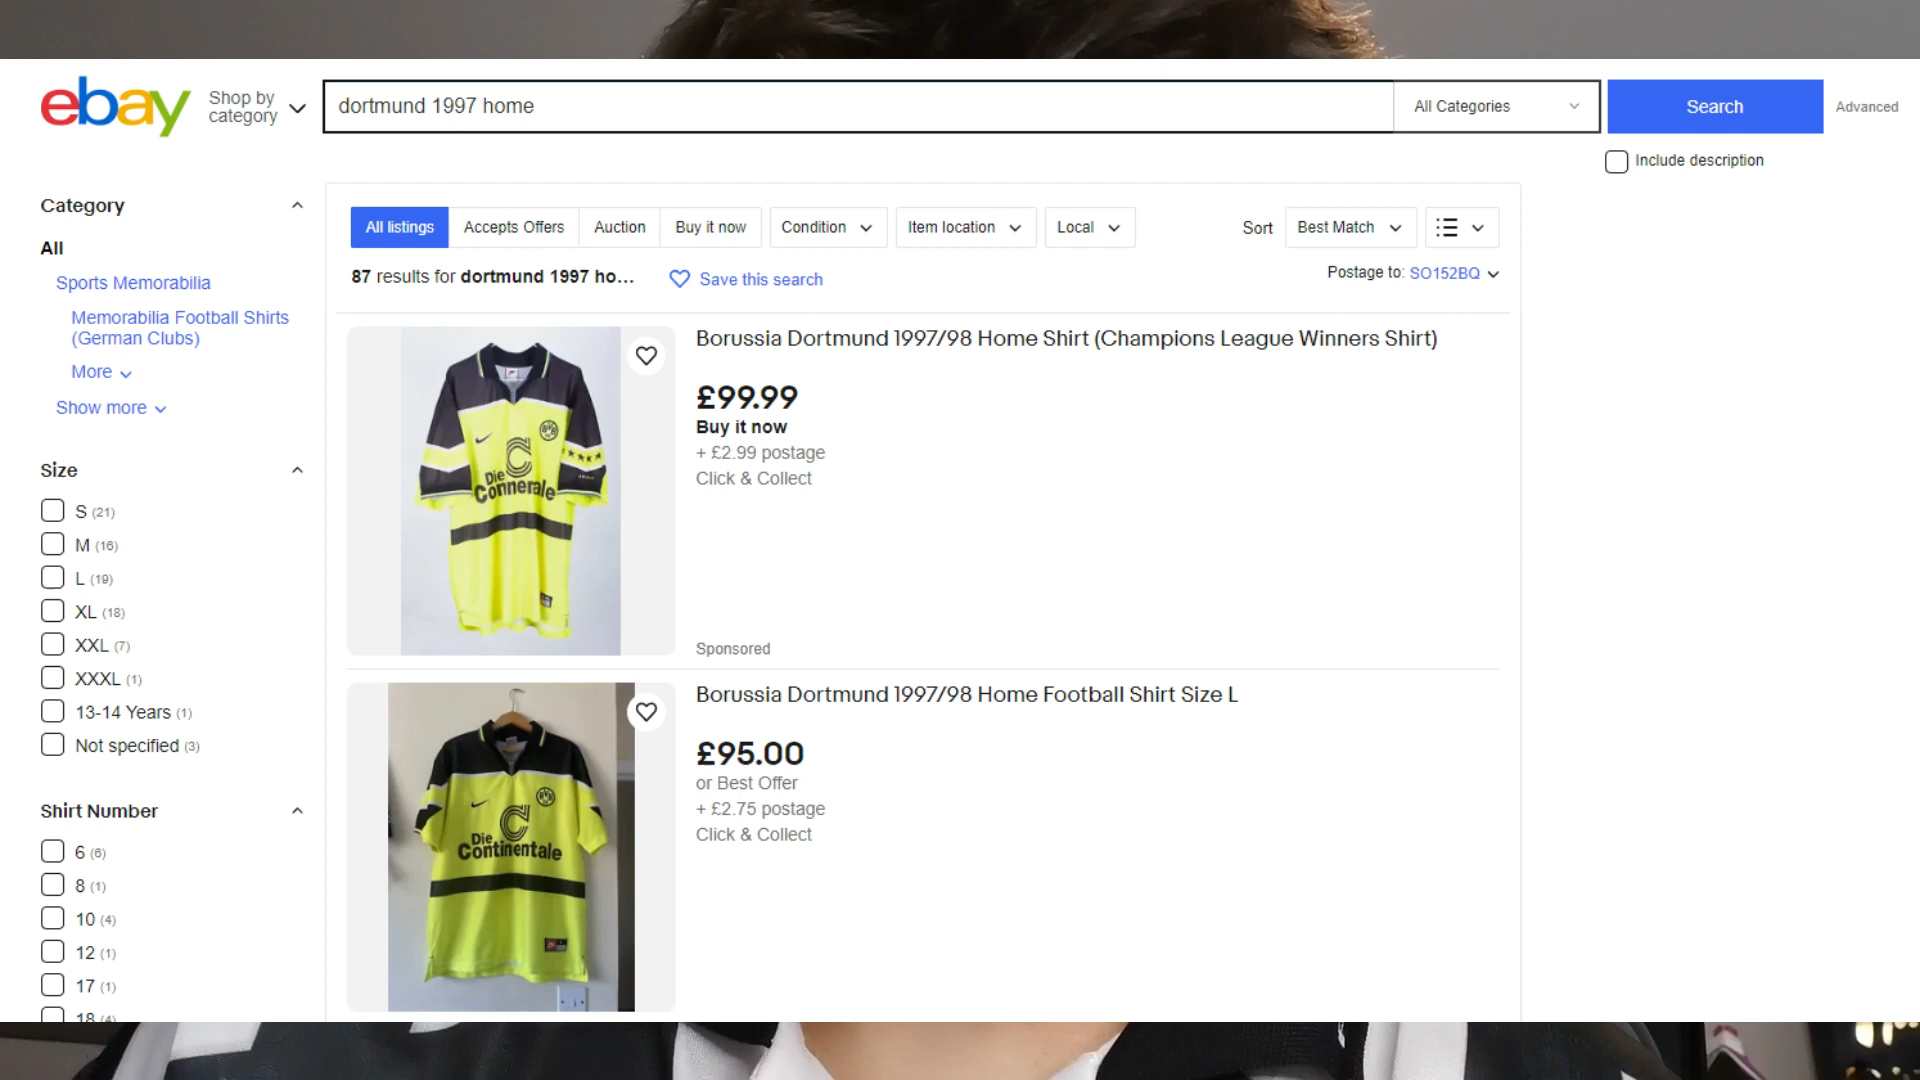 ebay
Shop by
category
dortmund 1997 home
All Categories
Search
Advanced
Include description
Category
All
Sports Memorabilia
Memorabilia Football Shirts
(German Clubs)
More
Show more
Size
S (21)
M (16)
L (19)
XL (18)
XXL (7)
XXXL (1)
13-14 Years (1)
Not specified (3)
Shirt Number
6 (6)
8 (1)
10 (4)
12 (1)
17 (1)
18 (4)
All listings
Accepts Offers
Auction
Buy it now
Condition
Item location
Local
Sort
Best Match
87 results for dortmund 1997 ho...
Save this search
Postage to: SO152BQ
BVB
Die
Connerale
Borussia Dortmund 1997/98 Home Shirt (Champions League Winners Shirt)
£99.99
Buy it now
+ £2.99 postage
Click & Collect
Sponsored
BVB
Die
Continentale
Borussia Dortmund 1997/98 Home Football Shirt Size L
£95.00
or Best Offer
+ £2.75 postage
Click & Collect